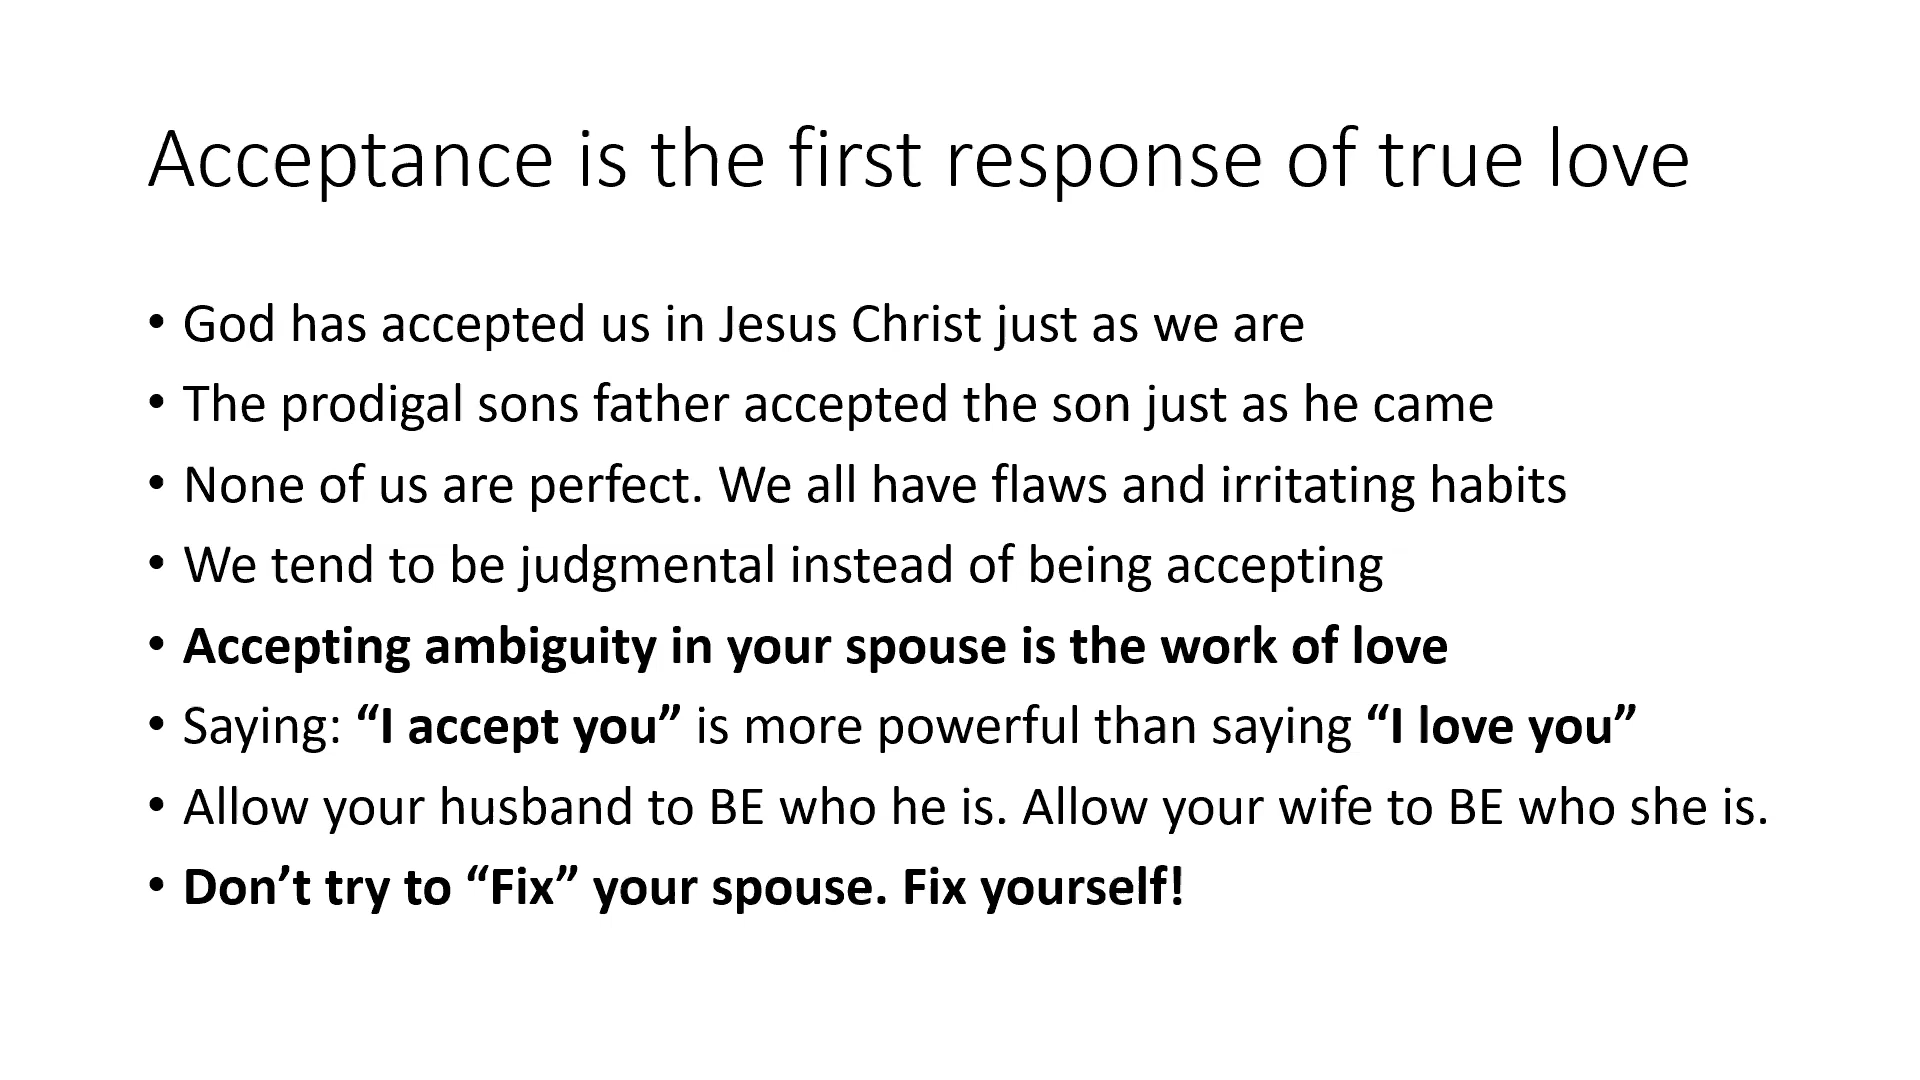 Acceptance is the first response of true love
• God has accepted us in Jesus Christ just as we are
• The prodigal sons father accepted the son just as he came
• None of us are perfect. We all have flaws and irritating habits
• We tend to be judgmental instead of being accepting
• Accepting ambiguity in your spouse is the work of love
• Saying: “I accept you” is more powerful than saying “I love you”
• Allow your husband to BE who he is. Allow your wife to BE who she is.
• Don’t try to “Fix” your spouse. Fix yourself!